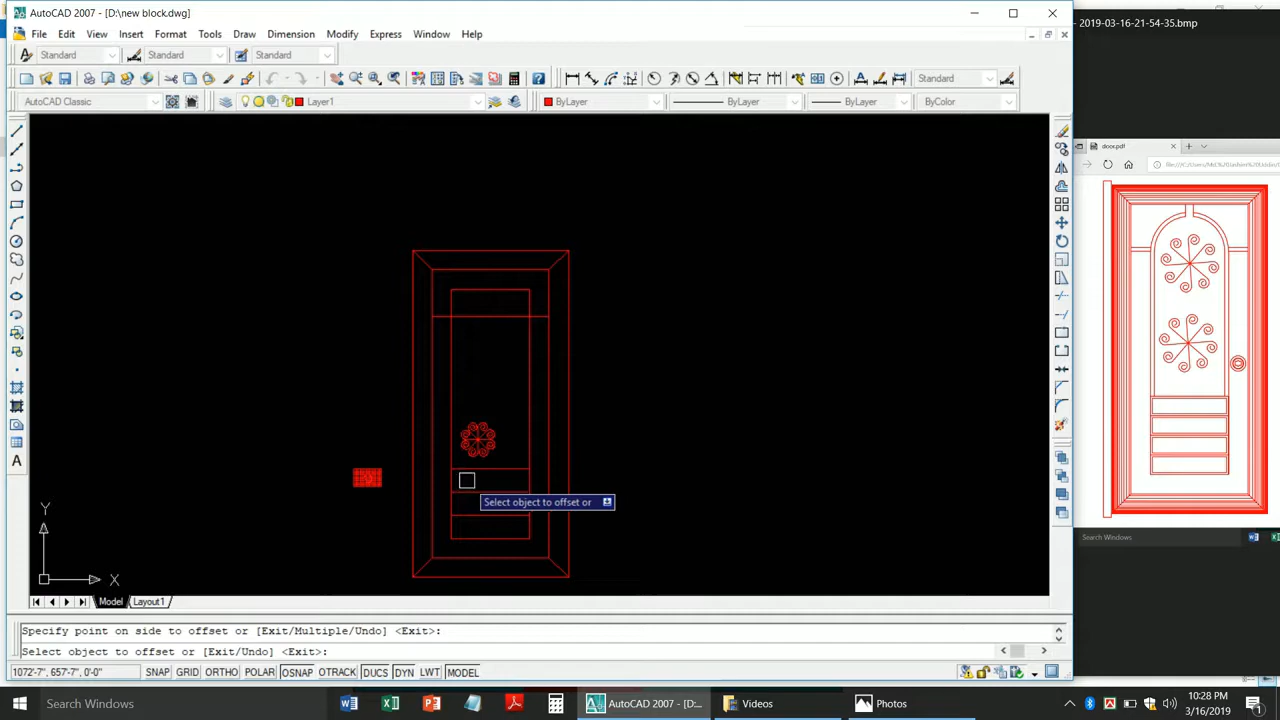 AutoCAD 2007 - [D:\new block.dwg]
- 2019-03-16-21-54-35.bmp
File Edit View Insert Format Tools Draw Dimension Modify Express Window Help
Standard Standard Standard
Standard
AutoCAD Classic Layer1 ByLayer ByLayer ByLayer ByColor
door.pdf
Select object to offset or
Y
X
Model Layout1
Search Windows
Specify point on side to offset or [Exit/Multiple/Undo] <Exit>:
Select object to offset or [Exit/Undo] <Exit>:
1072'-7", 657'-7", 0'-0" SNAP GRID ORTHO POLAR OSNAP OTRACK DUCS DYN LWT MODEL
Search Windows AutoCAD 2007 - [D:... Videos Photos
10:28 PM
3/16/2019